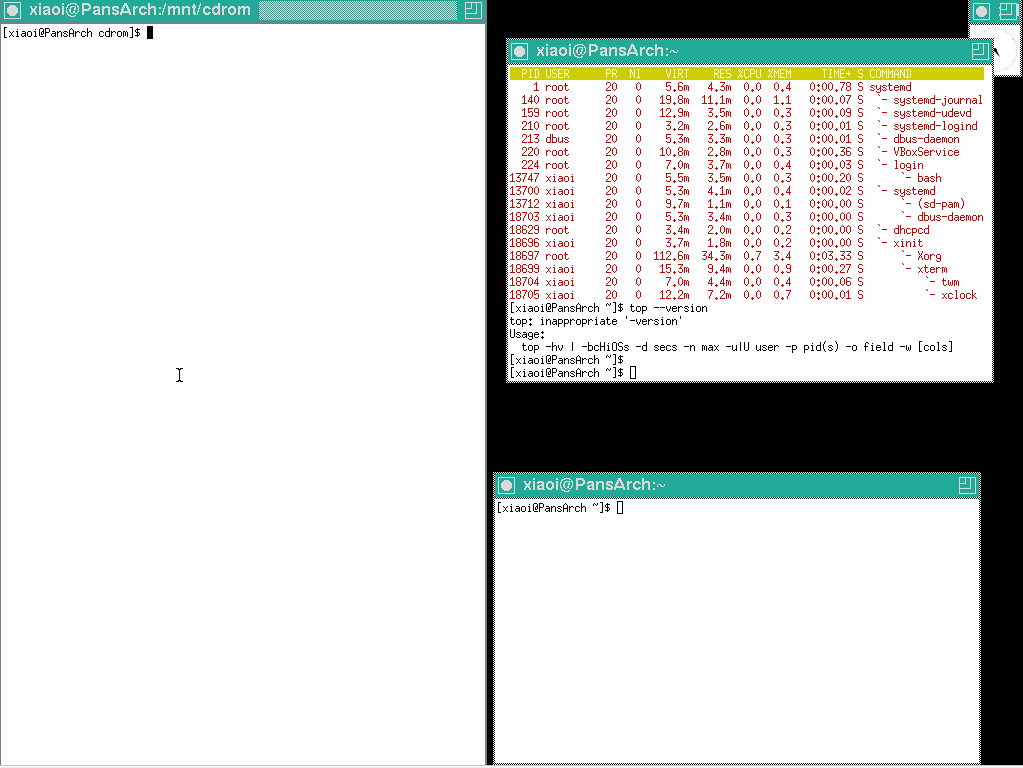 xiaoi@PansArch:/mnt/cdrom
[xiaoi@PansArch cdrom]$
xiaoi@PansArch:~
PID USER PR NI VIRT RES %CPU %MEM TIME+ S COMMAND
1 root 20 0 5.6m 4.3m 0.0 0.4 0:00.78 S systemd
140 root 20 0 19.8m 11.1m 0.0 1.1 0:00.07 S `- systemd-journal
159 root 20 0 12.9m 3.5m 0.0 0.3 0:00.09 S `- systemd-udevd
210 root 20 0 3.2m 2.6m 0.0 0.3 0:00.01 S `- systemd-logind
213 dbus 20 0 5.3m 3.3m 0.0 0.3 0:00.01 S `- dbus-daemon
220 root 20 0 10.8m 2.8m 0.0 0.3 0:00.36 S `- VBoxService
224 root 20 0 7.0m 3.7m 0.0 0.4 0:00.03 S `- login
13747 xiaoi 20 0 5.5m 3.5m 0.0 0.3 0:00.20 S `- bash
13700 xiaoi 20 0 5.3m 4.1m 0.0 0.4 0:00.02 S `- systemd
13712 xiaoi 20 0 9.7m 1.1m 0.0 0.1 0:00.00 S `- (sd-pam)
18703 xiaoi 20 0 5.3m 3.4m 0.0 0.3 0:00.00 S `- dbus-daemon
18629 root 20 0 3.4m 2.0m 0.0 0.2 0:00.00 S `- dhcpcd
18696 xiaoi 20 0 3.7m 1.8m 0.0 0.2 0:00.00 S `- xinit
18697 root 20 0 112.6m 34.3m 0.7 3.4 0:03.33 S `- Xorg
18699 xiaoi 20 0 15.3m 9.4m 0.0 0.9 0:00.27 S `- xterm
18704 xiaoi 20 0 7.0m 4.4m 0.0 0.4 0:00.06 S `- twm
18705 xiaoi 20 0 12.2m 7.2m 0.0 0.7 0:00.01 S `- xclock
[xiaoi@PansArch ~]$ top --version
top: inappropriate '-version'
Usage:
top -hv | -bcHiOSs -d secs -n max -u|U user -p pid(s) -o field -w [cols]
[xiaoi@PansArch ~]$
[xiaoi@PansArch ~]$
xiaoi@PansArch:~
[xiaoi@PansArch ~]$